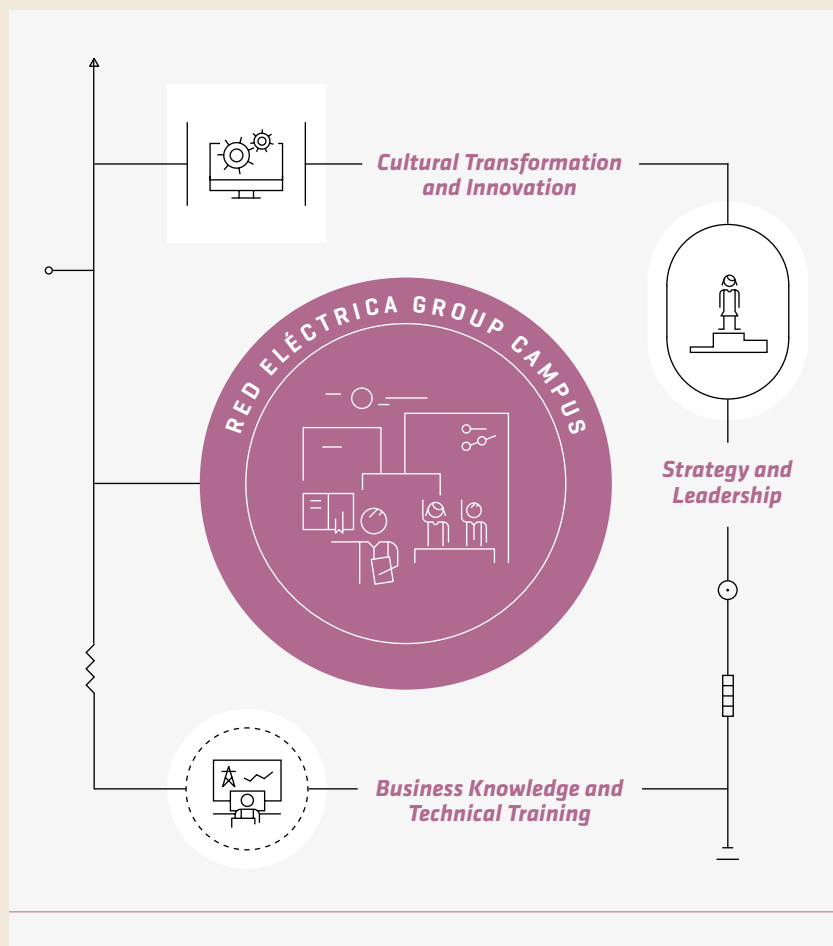 Cultural Transformation
and Innovation
RED ELÉCTRICA GROUP CAMPUS
Strategy and
Leadership
Business Knowledge and
Technical Training